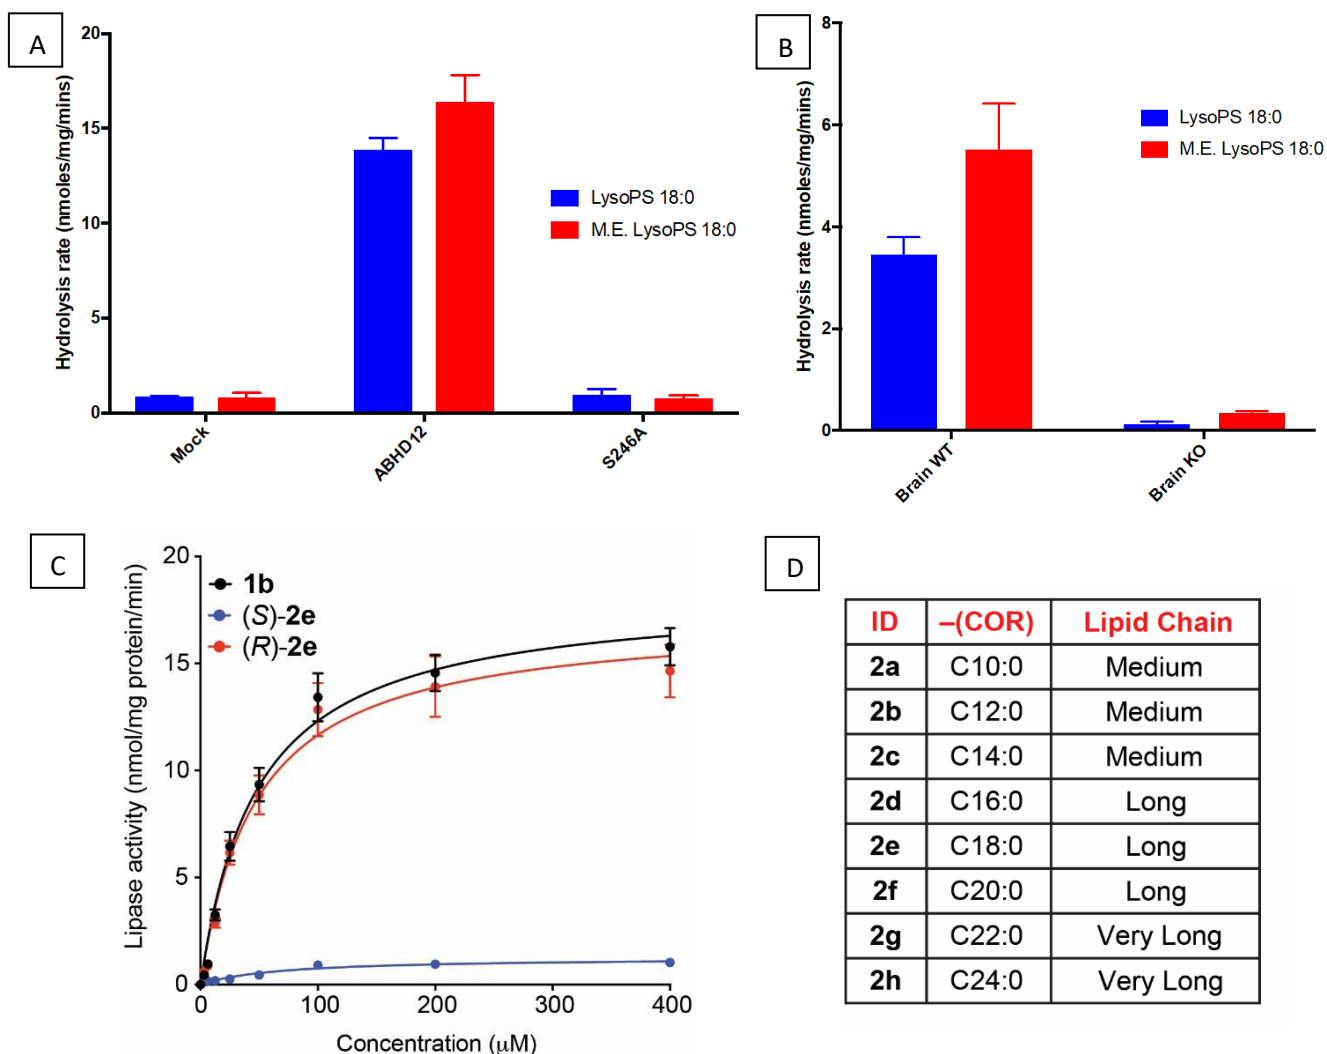 A
Hydrolysis rate (nmoles/mg/mins)
20
15
10
5
0
LysoPS 18:0
M.E. LysoPS 18:0
Mock
ABHD12
S246A
B
Hydrolysis rate (nmoles/mg/mins)
8
6
4
2
0
LysoPS 18:0
M.E. LysoPS 18:0
Brain WT
Brain KO
C
Lipase activity (nmol/mg protein/min)
20
15
10
5
0
1b
(S)-2e
(R)-2e
0 100 200 300 400
Concentration (μM)
D
ID –(COR) Lipid Chain
2a C10:0 Medium
2b C12:0 Medium
2c C14:0 Medium
2d C16:0 Long
2e C18:0 Long
2f C20:0 Long
2g C22:0 Very Long
2h C24:0 Very Long